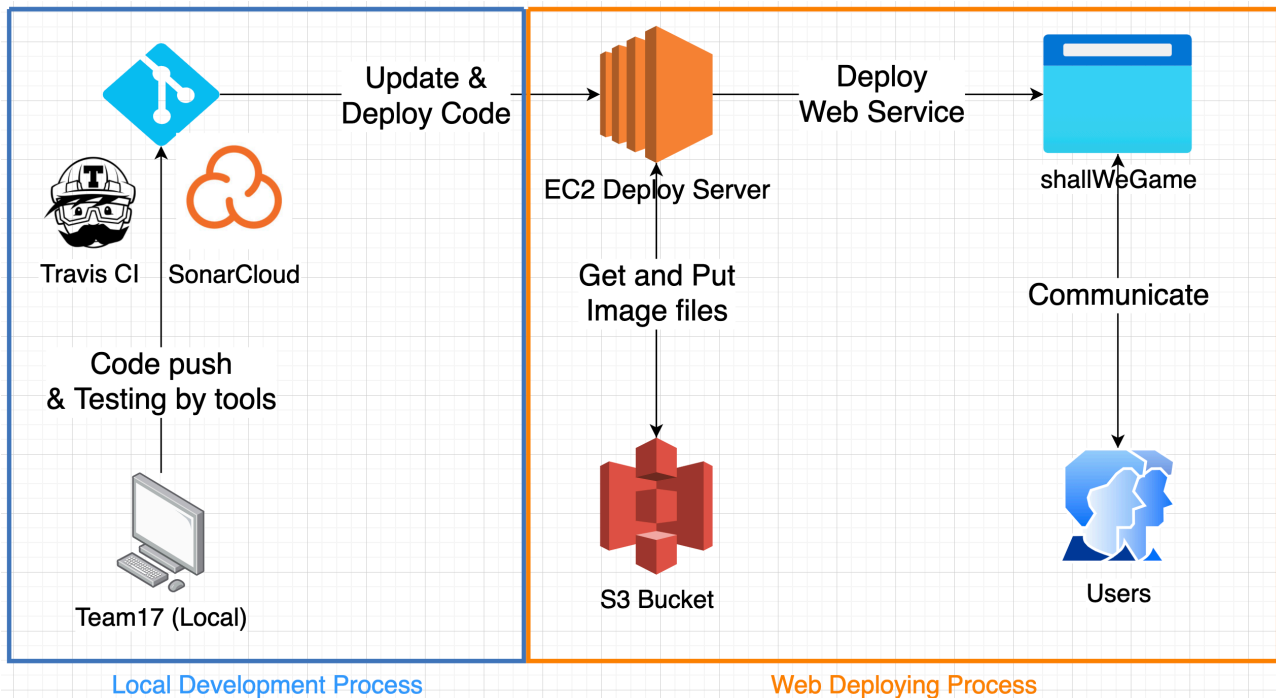 Update &
Deploy Code
Deploy
Web Service
T
EC2 Deploy Server
shallWeGame
Travis CI
SonarCloud
Get and Put
Image files
Communicate
Code push
& Testing by tools
Team17 (Local)
S3 Bucket
Users
Local Development Process
Web Deploying Process